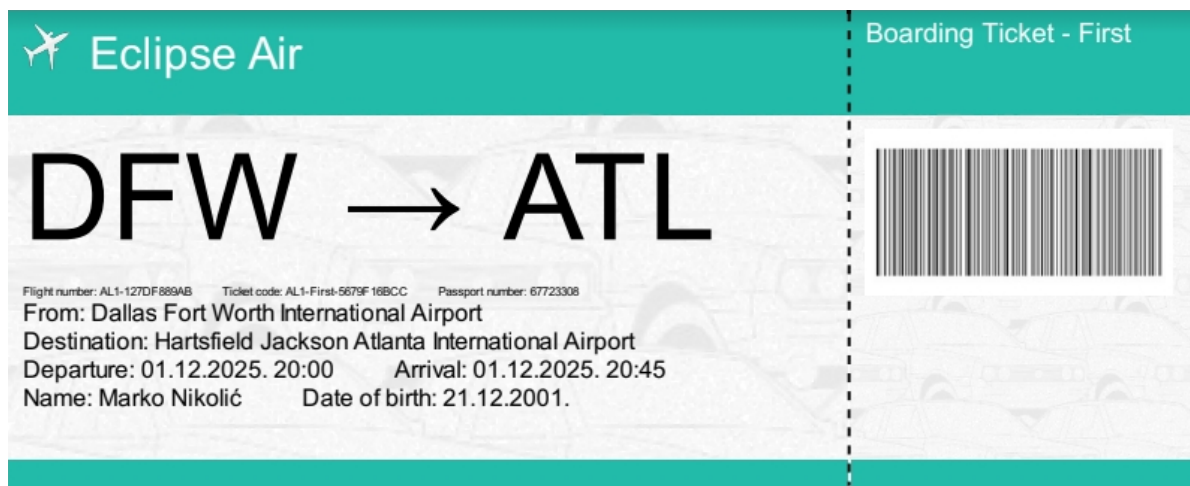 Eclipse Air
Boarding Ticket - First
DFW → ATL
Flight number: AL1-127DF889AB Ticket code: AL1-First-5679F16BCC Passport number: 67723308
From: Dallas Fort Worth International Airport
Destination: Hartsfield Jackson Atlanta International Airport
Departure: 01.12.2025. 20:00 Arrival: 01.12.2025. 20:45
Name: Marko Nikolić Date of birth: 21.12.2001.